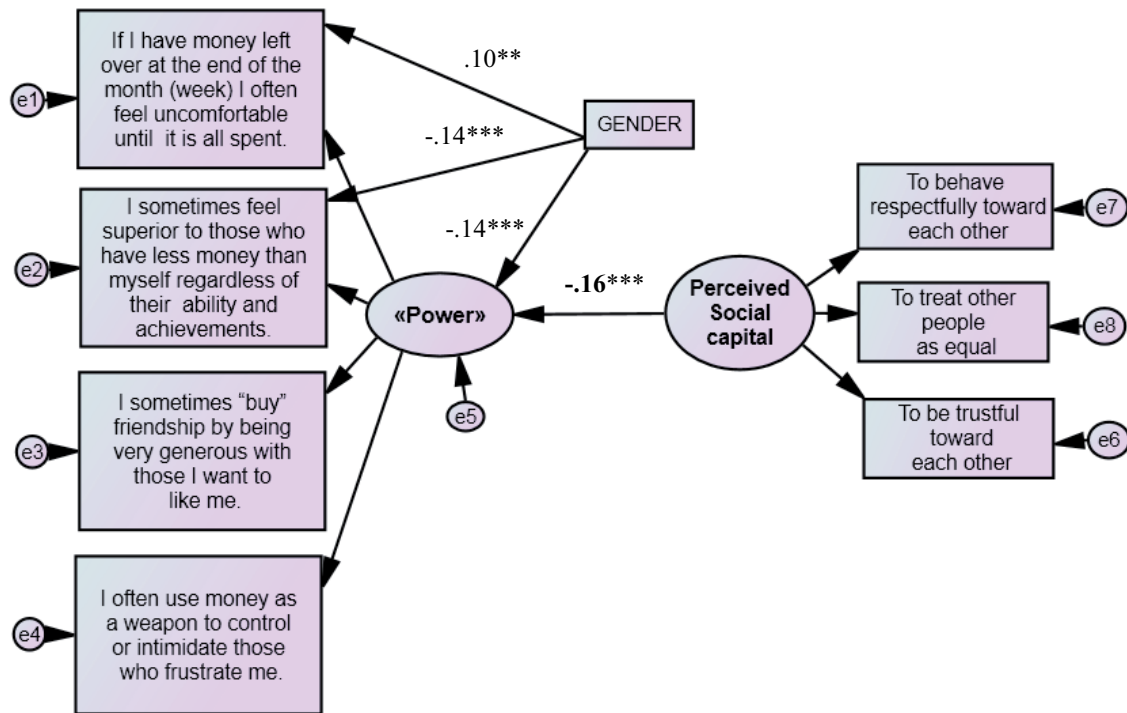 If I have money left
over at the end of the
month (week) I often
feel uncomfortable
until it is all spent.
e1
.10**
GENDER
-.14***
I sometimes feel
superior to those who
have less money than
myself regardless of
their ability and
achievements.
e2
-.14***
«Power»
e5
-.16***
Perceived
Social
capital
To behave
respectfully toward
each other
e7
To treat other
people
as equal
e8
To be trustful
toward
each other
e6
I sometimes “buy”
friendship by being
very generous with
those I want to
like me.
e3
I often use money as
a weapon to control
or intimidate those
who frustrate me.
e4